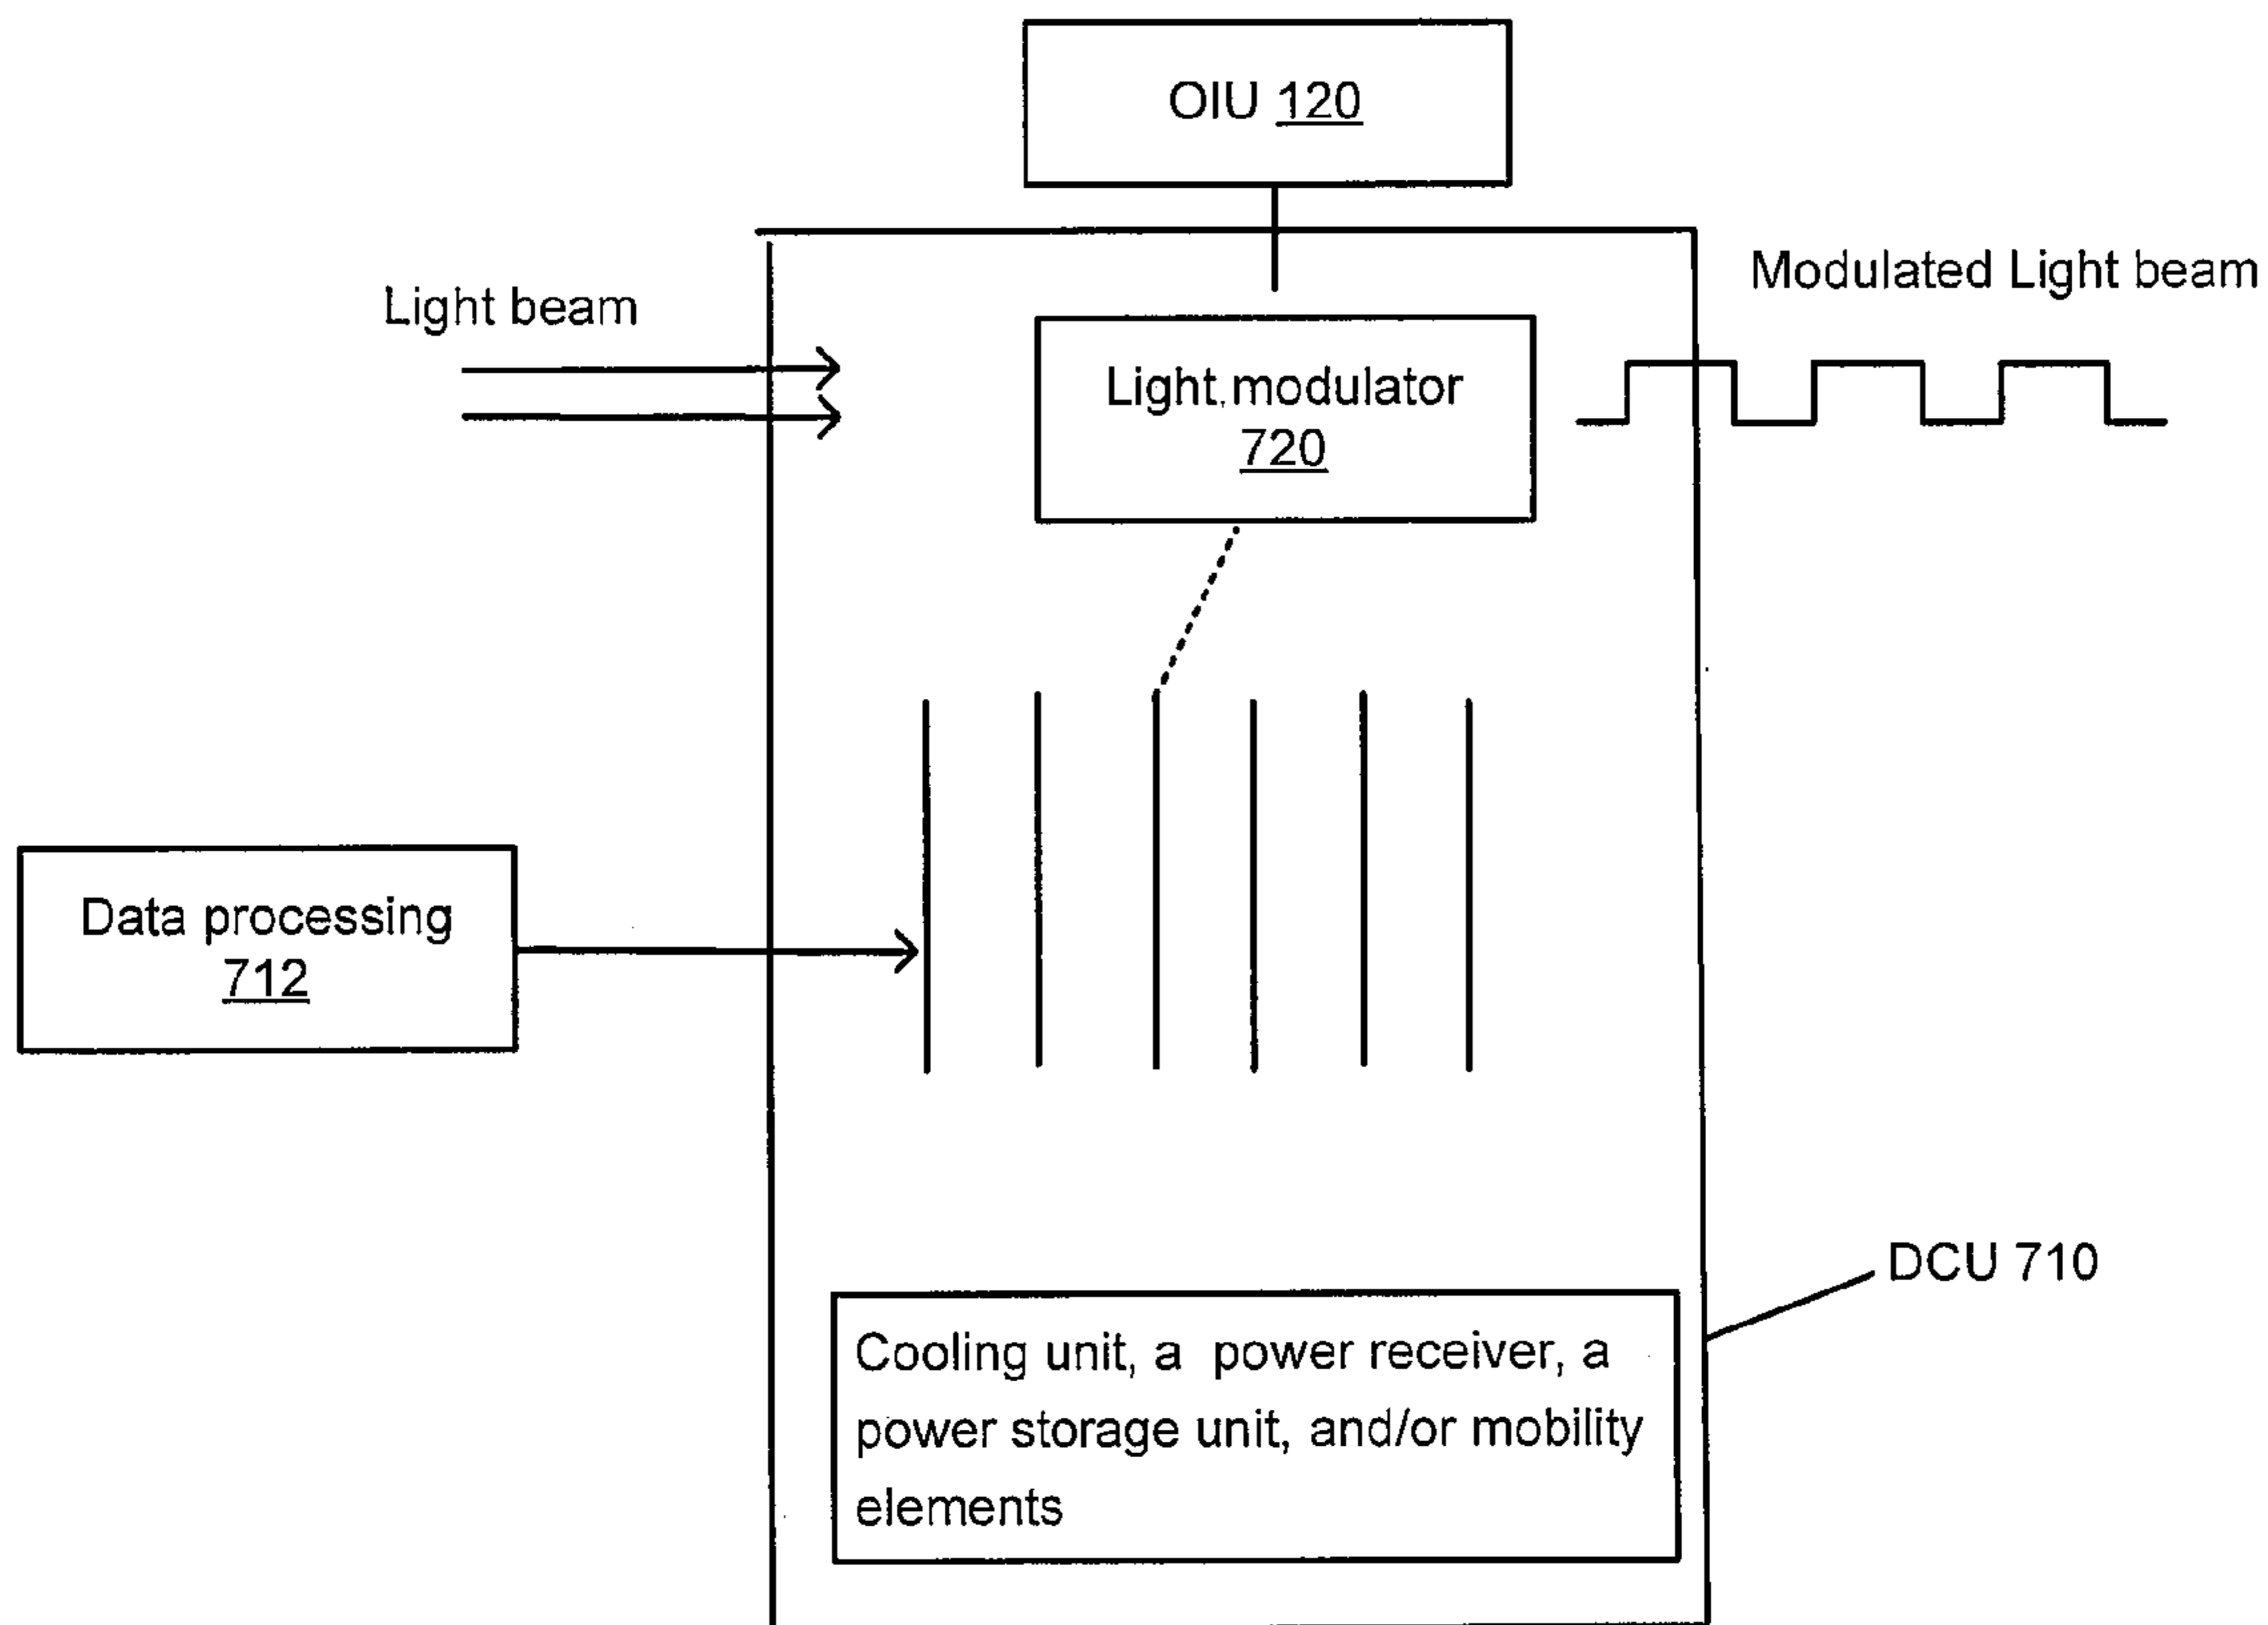 OIU 120
Light beam
Modulated Light beam
Light modulator
720
Data processing
712
DCU 710
Cooling unit, a power receiver, a
power storage unit, and/or mobility
elements